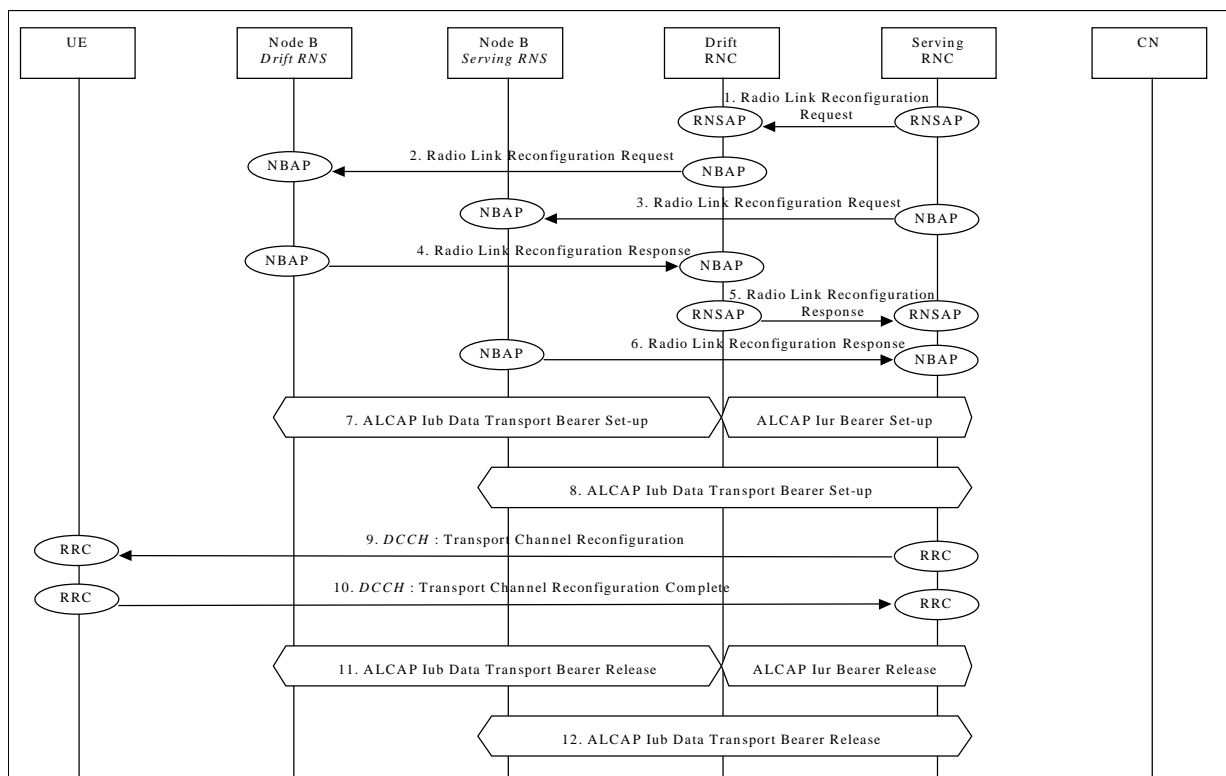 UE
Node B
Drift RNS
Node B
Serving RNS
Drift
RNC
Serving
RNC
CN
1. Radio Link Reconfiguration
Request
RNSAP
RNSAP
2. Radio Link Reconfiguration Request
NBAP
NBAP
3. Radio Link Reconfiguration Request
NBAP
NBAP
4. Radio Link Reconfiguration Response
NBAP
NBAP
5. Radio Link Reconfiguration
Response
RNSAP
RNSAP
6. Radio Link Reconfiguration Response
NBAP
NBAP
7. ALCAP Iub Data Transport Bearer Set-up
ALCAP Iur Bearer Set-up
8. ALCAP Iub Data Transport Bearer Set-up
9. DCCH : Transport Channel Reconfiguration
RRC
RRC
10. DCCH : Transport Channel Reconfiguration Complete
RRC
RRC
11. ALCAP Iub Data Transport Bearer Release
ALCAP Iur Bearer Release
12. ALCAP Iub Data Transport Bearer Release